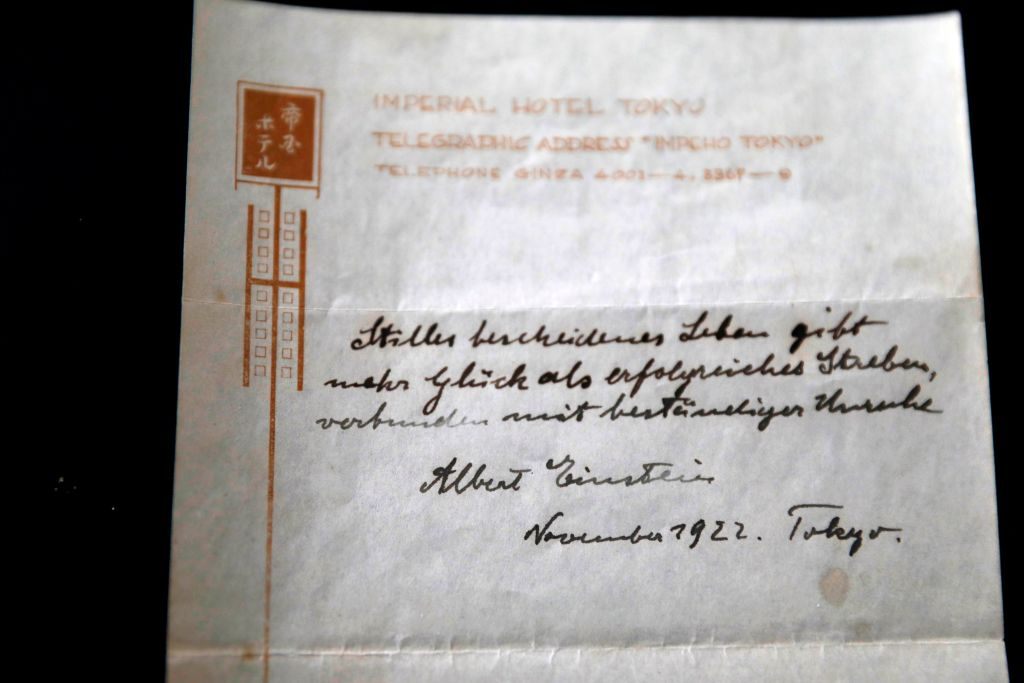 帝国
ホテル
IMPERIAL HOTEL TOKYO
TELEGRAPHIC ADDRESS "IMPEHO TOKYO"
TELEPHONE GINZA 4001—4, 3367—9
Stilles bescheidenes Leben gibt
mehr Glück als erfolgreiches Streben,
verbunden mit beständiger Unruhe
Albert Einstein
November 1922. Tokyo.